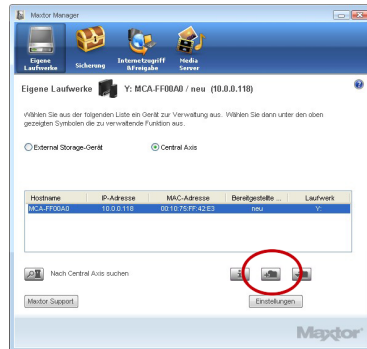 Maxtor Manager
Eigene Laufwerke
Sicherung
Internetzugriff &Freigabe
Media Server
Eigene Laufwerke Y: MCA-FF00A0 / neu (10.0.0.118)
Wählen Sie aus der folgenden Liste ein Gerät zur Verwaltung aus. Wählen Sie dann unter den oben
gezeigten Symbolen die zu verwaltende Funktion aus.
External Storage-Gerät
Central Axis
Hostname IP-Adresse MAC-Adresse Bereitgestellte ... Laufwerk
MCA-FF00A0 10.0.0.118 00:10:75:FF:42:E3 neu Y:
Nach Central Axis suchen
Maxtor Support
Einstellungen
Maxtor